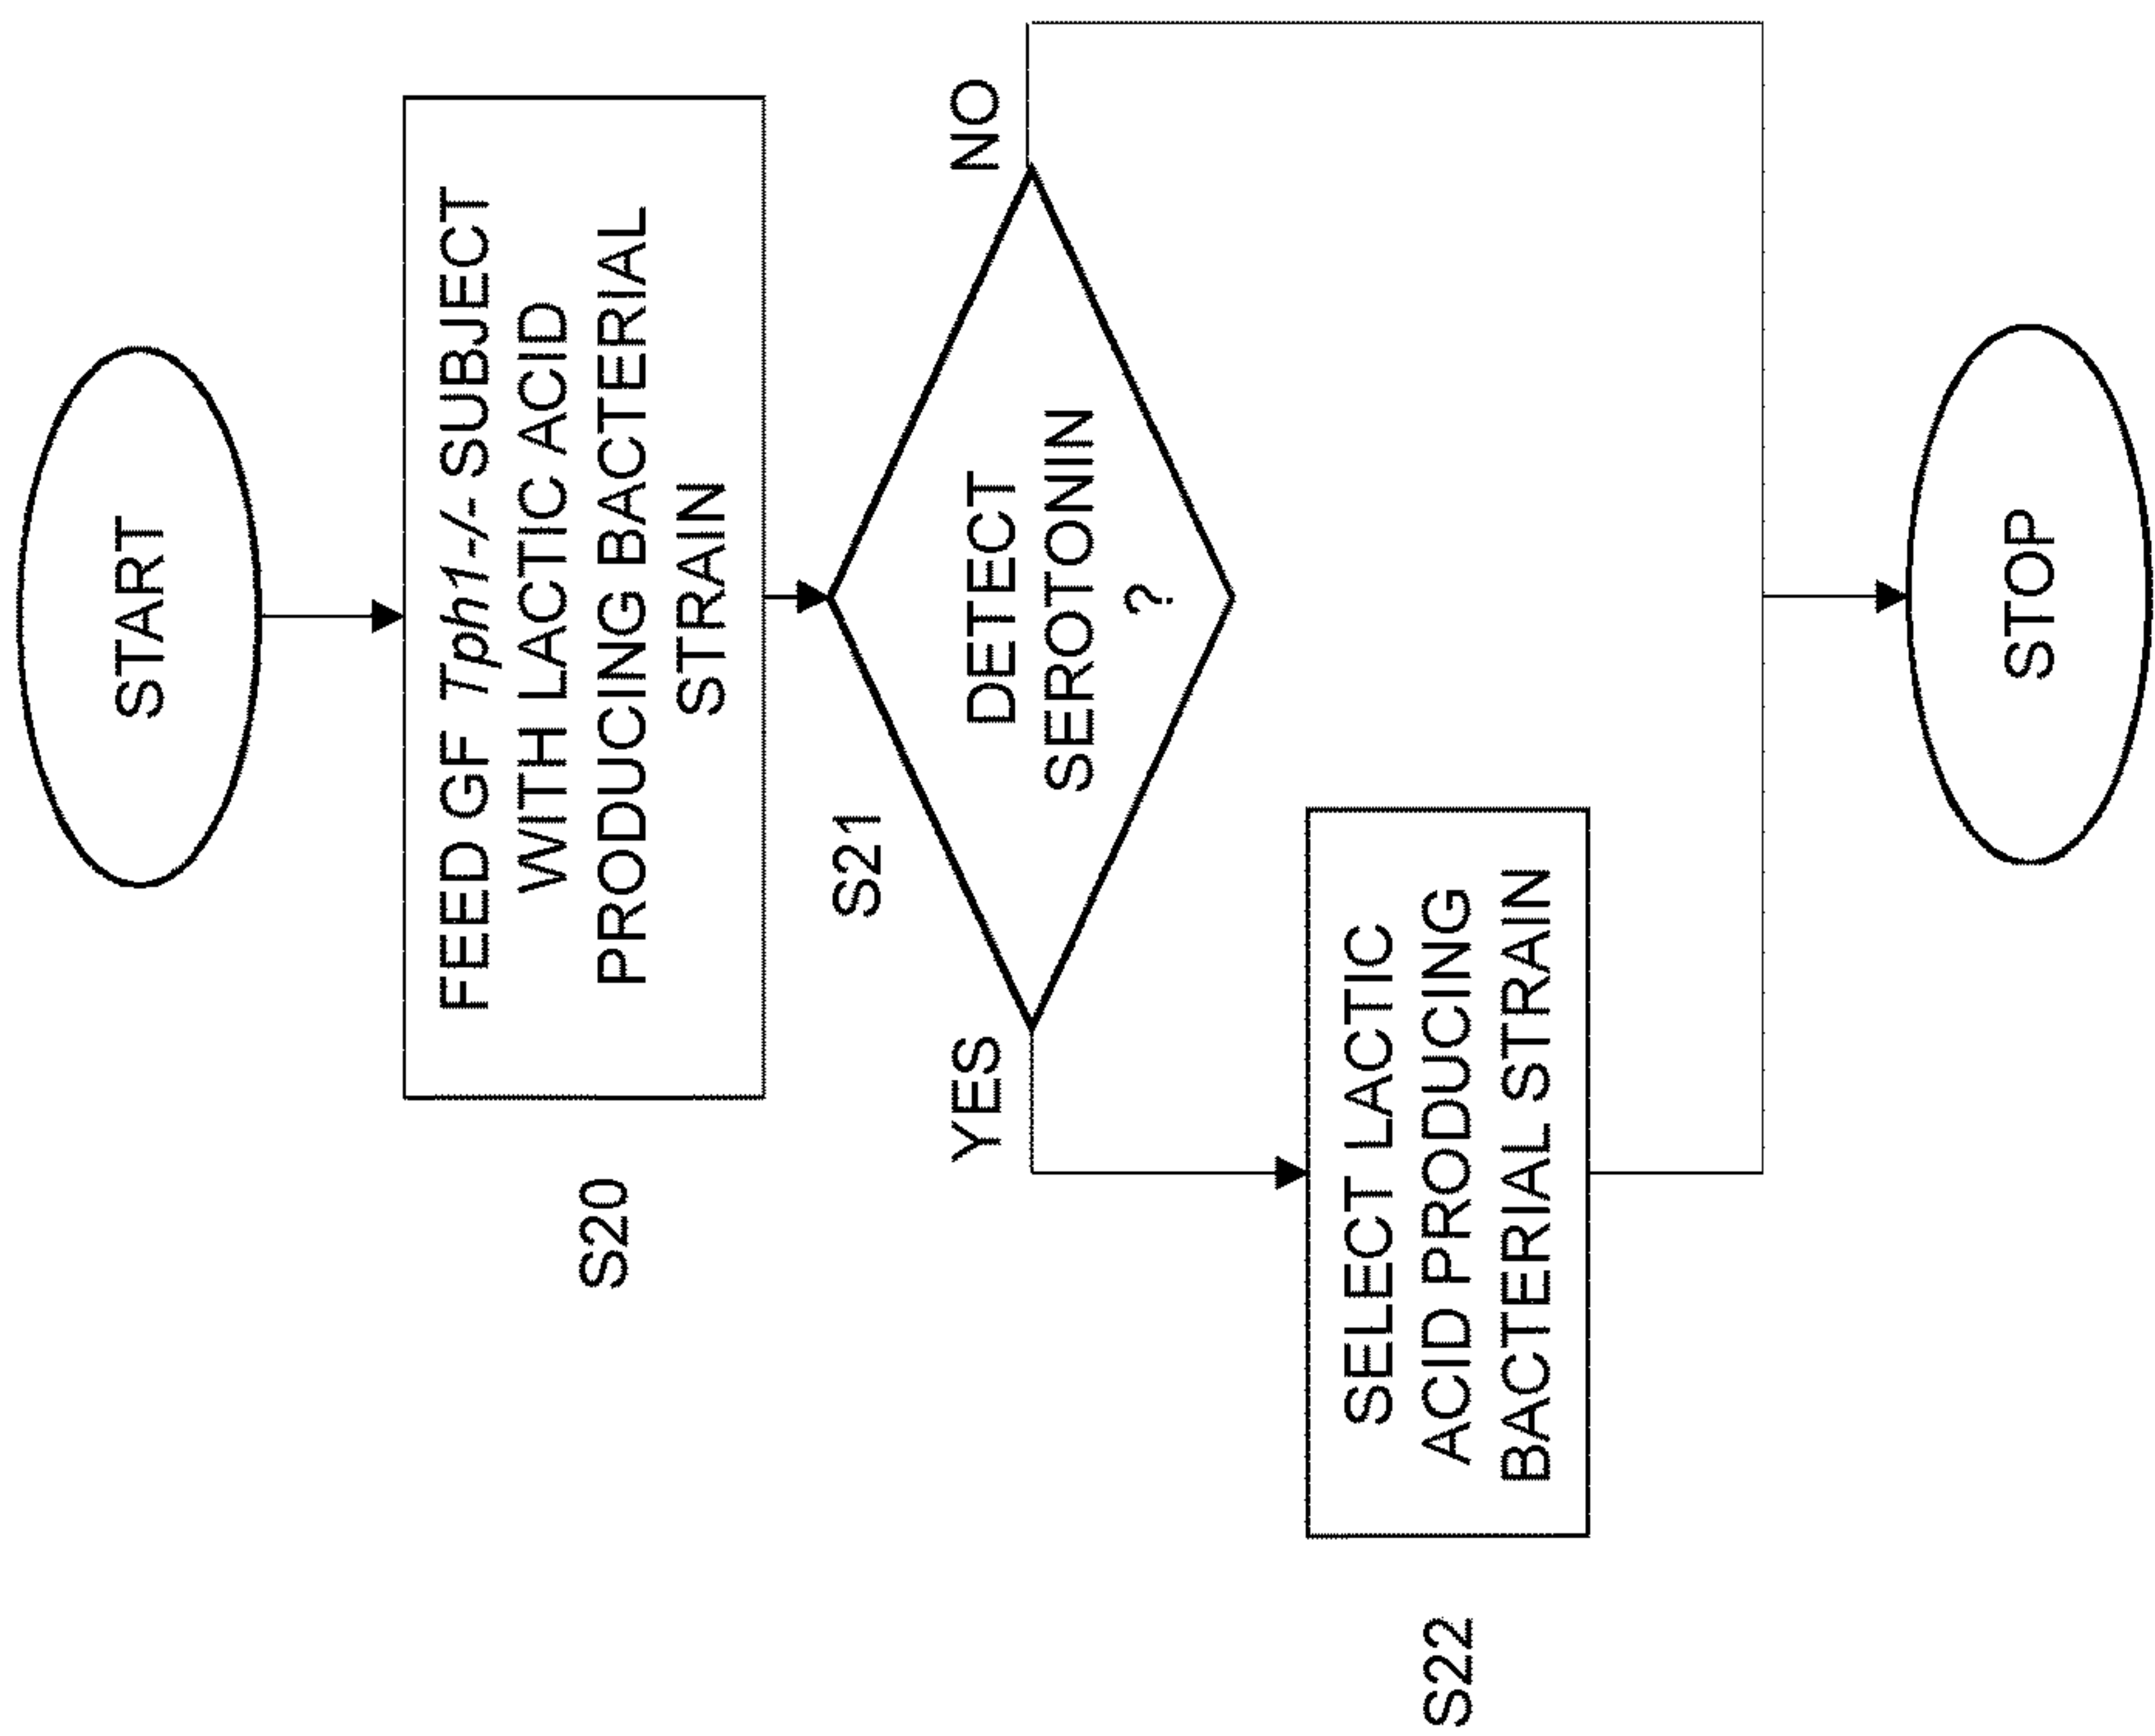 START
FEED GF Tph1-/- SUBJECT
WITH LACTIC ACID
PRODUCING BACTERIAL
STRAIN
S20
S21
DETECT
SEROTONIN
?
YES
NO
SELECT LACTIC
ACID PRODUCING
BACTERIAL STRAIN
S22
STOP